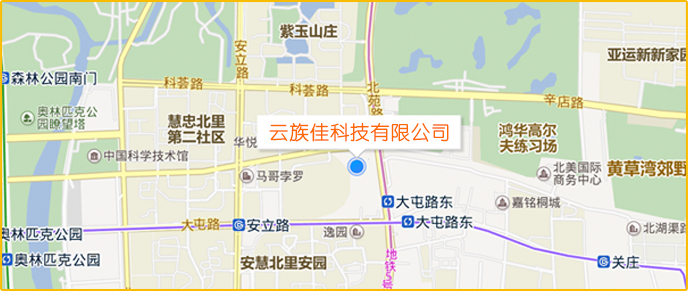 紫玉山庄
安立路
北苑路
亚运新新家园
森林公园南门
科荟路
科荟路
辛店路
奥林匹克公
园瞭望塔
慧忠北里
第二社区
华悦
云族佳科技有限公司
鸿华高尔
夫练习场
中国科学技术馆
马哥孛罗
北美国际
商务中心
黄草湾郊野
大屯路东
嘉铭桐城
大屯路
安立路
大屯路东
奥林匹克公园
逸园
北湖渠路
奥林匹克公园
安慧北里安园
地铁5号
关庄